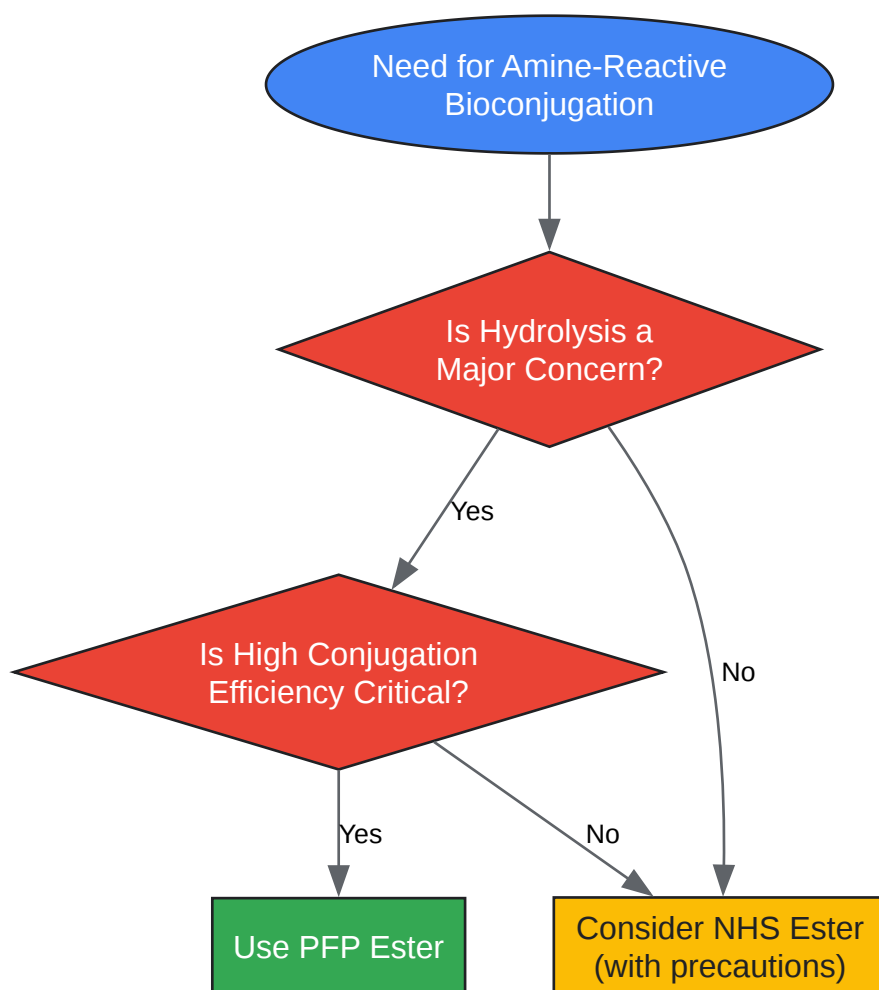 Need for Amine-Reactive
Bioconjugation
Is Hydrolysis a
Major Concern?
Yes
Is High Conjugation
Efficiency Critical?
No
Yes
No
Use PFP Ester
Consider NHS Ester
(with precautions)